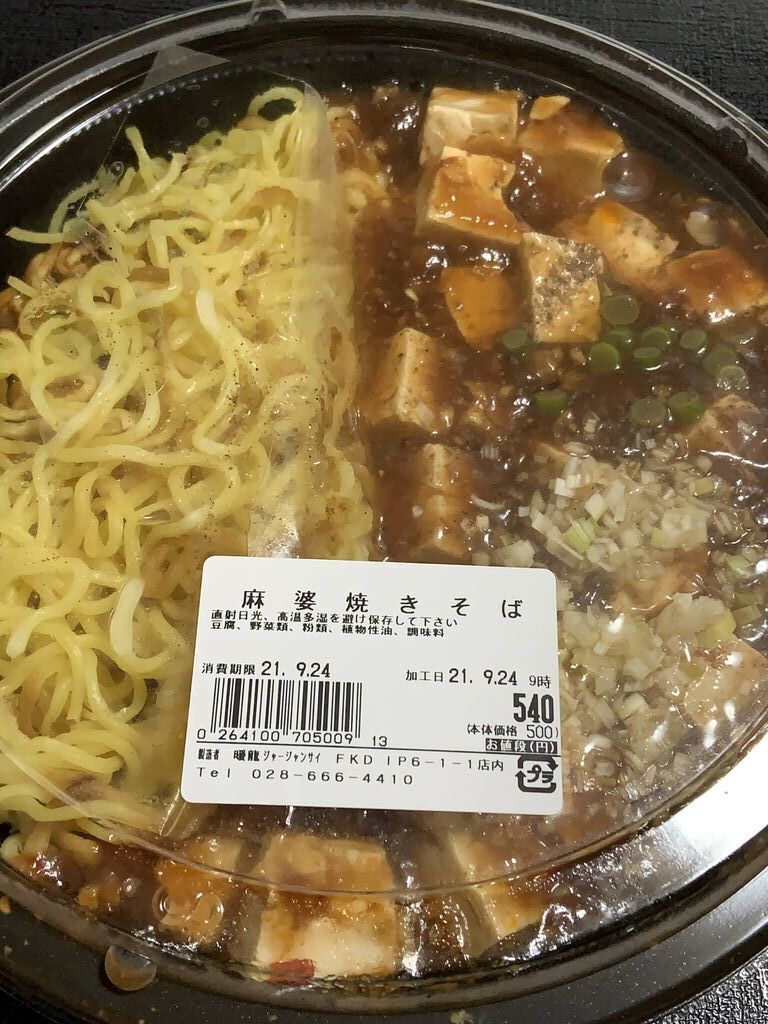 麻婆焼きそば
直射日光、高温多湿を避け保存して下さい
豆腐、野菜類、粉類、植物性油、調味料
消費期限 21. 9.24 加工日 21. 9.24 9時
540
(本体価格 500)
お値段(円)
0 264100 705009 13
製造者 暖龍 ジャージャンサイ FKD IP6-1-1店内
Tel 028-666-4410
プラ